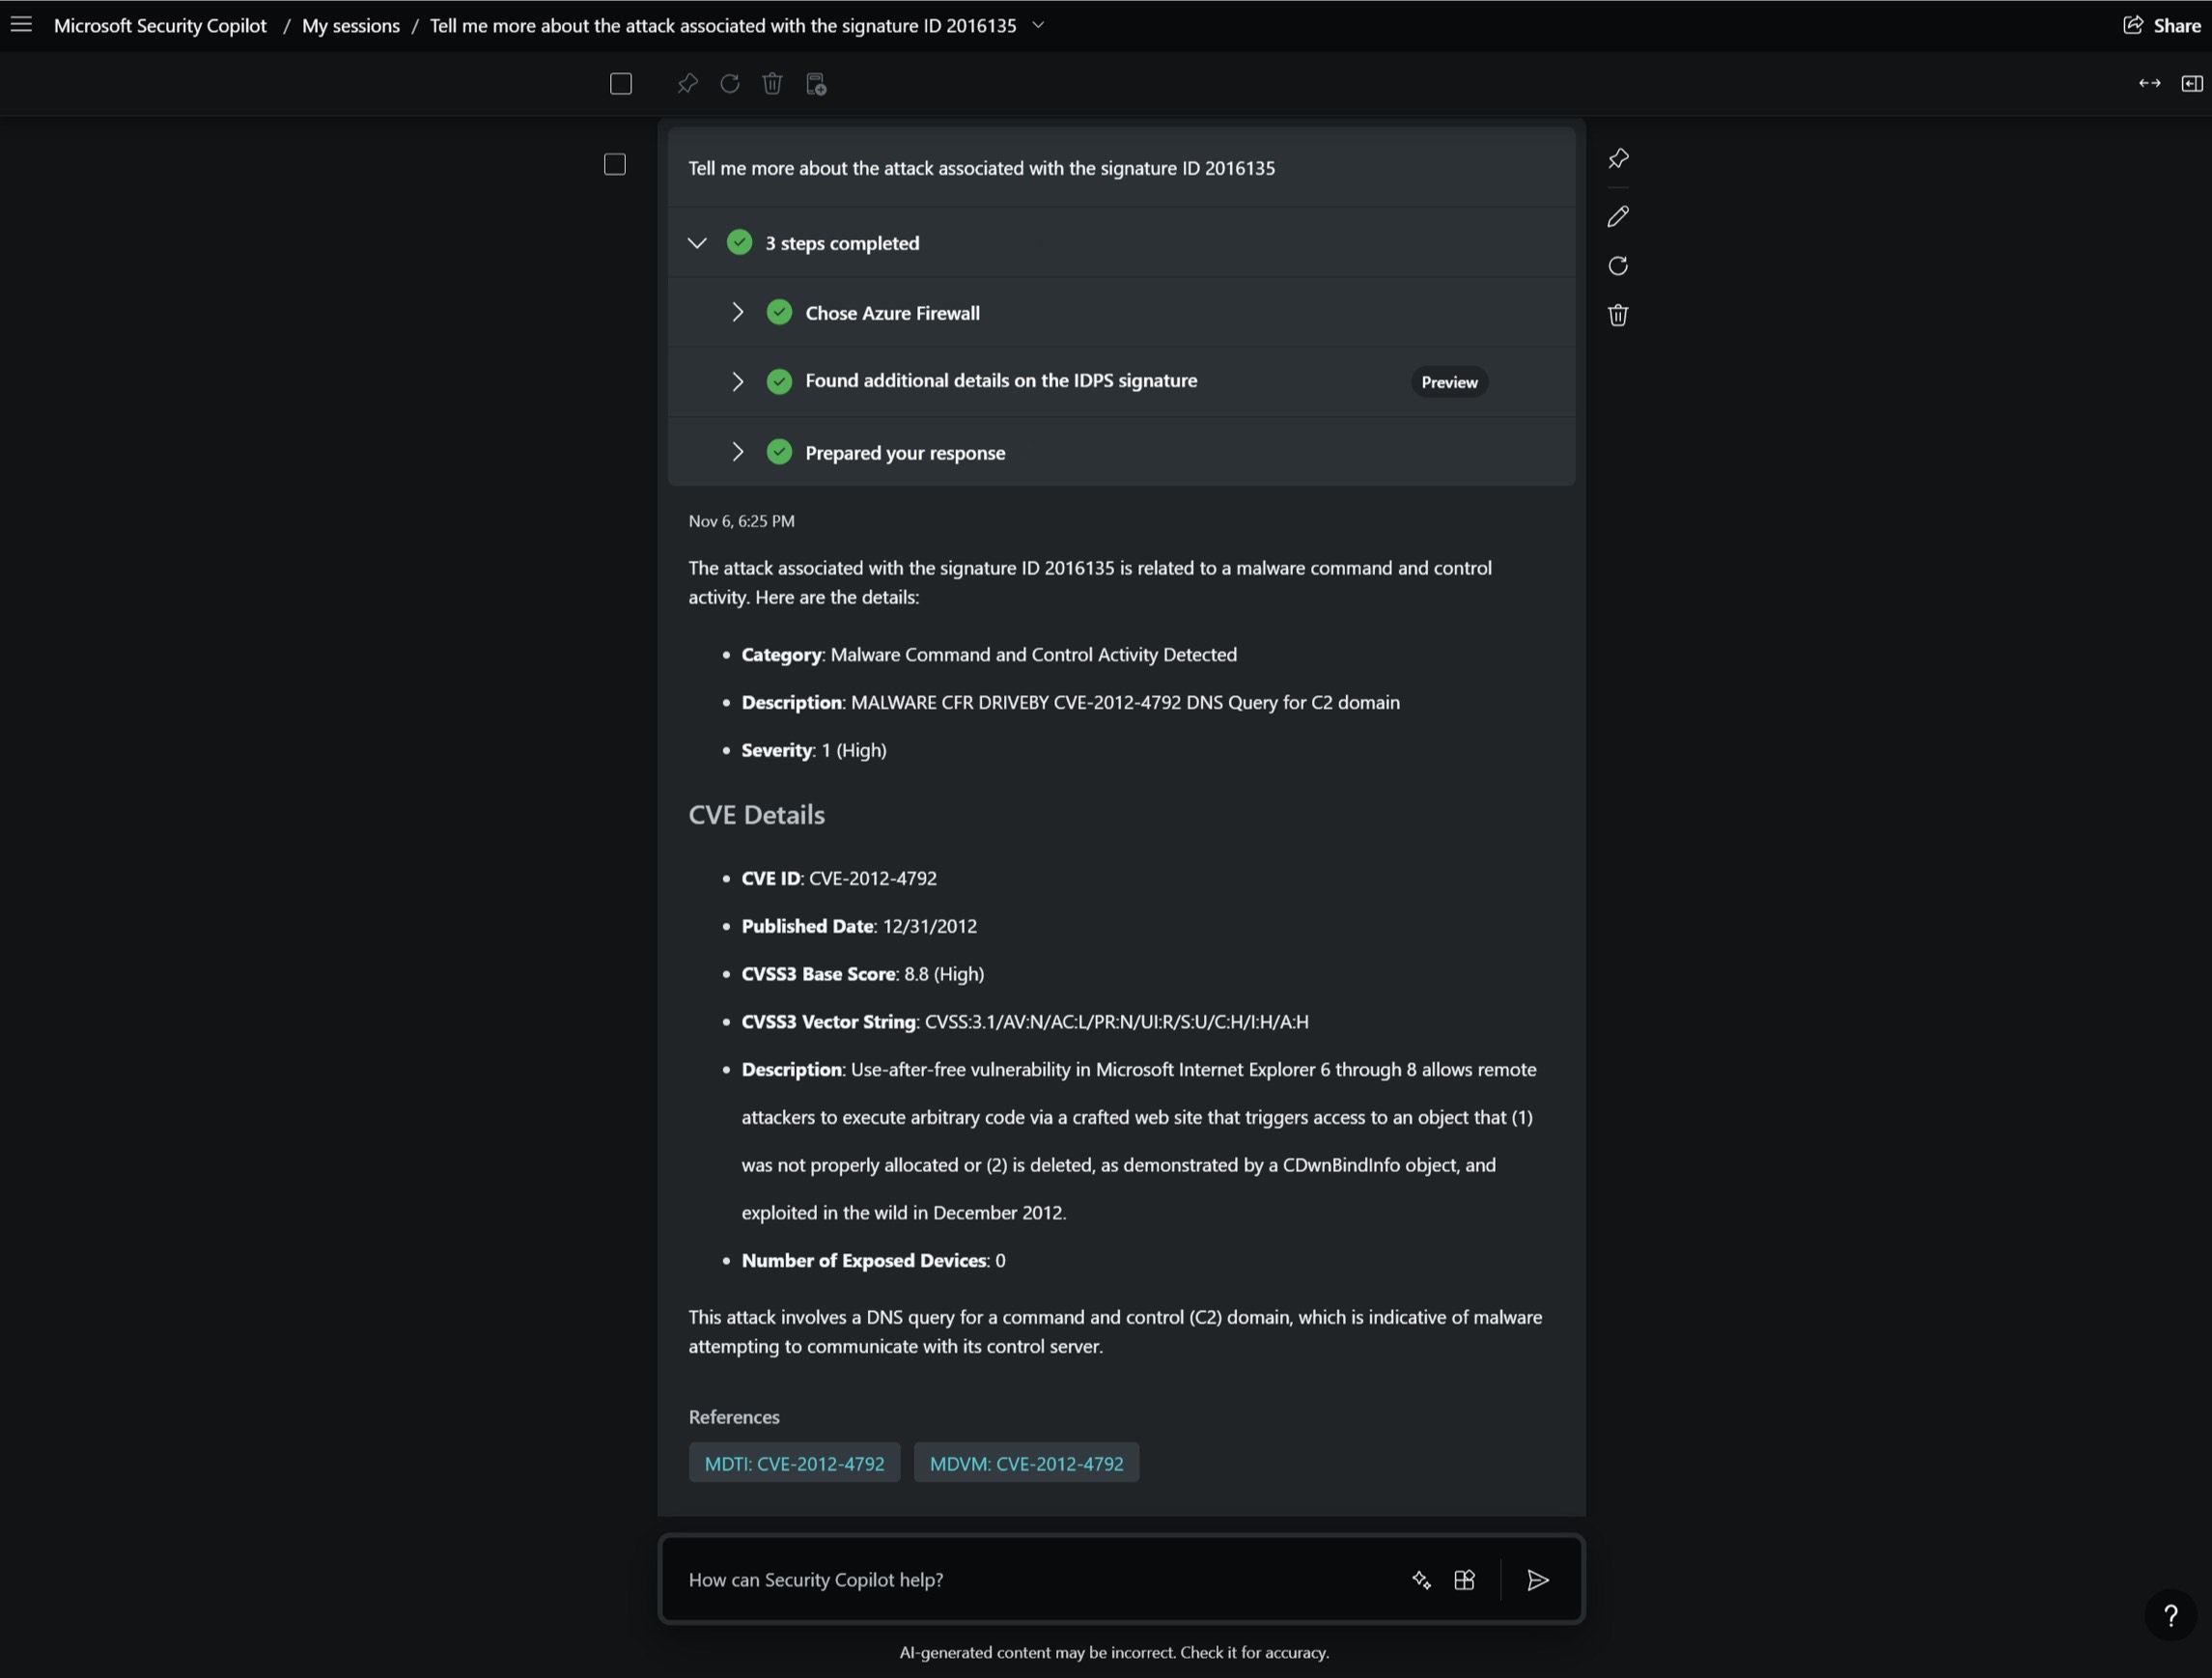 Microsoft Security Copilot / My sessions / Tell me more about the attack associated with the signature ID 2016135
Share
Tell me more about the attack associated with the signature ID 2016135
3 steps completed
Chose Azure Firewall
Found additional details on the IDPS signature Preview
Prepared your response
Nov 6, 6:25 PM
The attack associated with the signature ID 2016135 is related to a malware command and control
activity. Here are the details:
• Category: Malware Command and Control Activity Detected
• Description: MALWARE CFR DRIVEBY CVE-2012-4792 DNS Query for C2 domain
• Severity: 1 (High)
CVE Details
• CVE ID: CVE-2012-4792
• Published Date: 12/31/2012
• CVSS3 Base Score: 8.8 (High)
• CVSS3 Vector String: CVSS:3.1/AV:N/AC:L/PR:N/UI:R/S:U/C:H/I:H/A:H
• Description: Use-after-free vulnerability in Microsoft Internet Explorer 6 through 8 allows remote
attackers to execute arbitrary code via a crafted web site that triggers access to an object that (1)
was not properly allocated or (2) is deleted, as demonstrated by a CDwnBindInfo object, and
exploited in the wild in December 2012.
• Number of Exposed Devices: 0
This attack involves a DNS query for a command and control (C2) domain, which is indicative of malware
attempting to communicate with its control server.
References
MDTI: CVE-2012-4792 MDVM: CVE-2012-4792
How can Security Copilot help?
?
AI-generated content may be incorrect. Check it for accuracy.